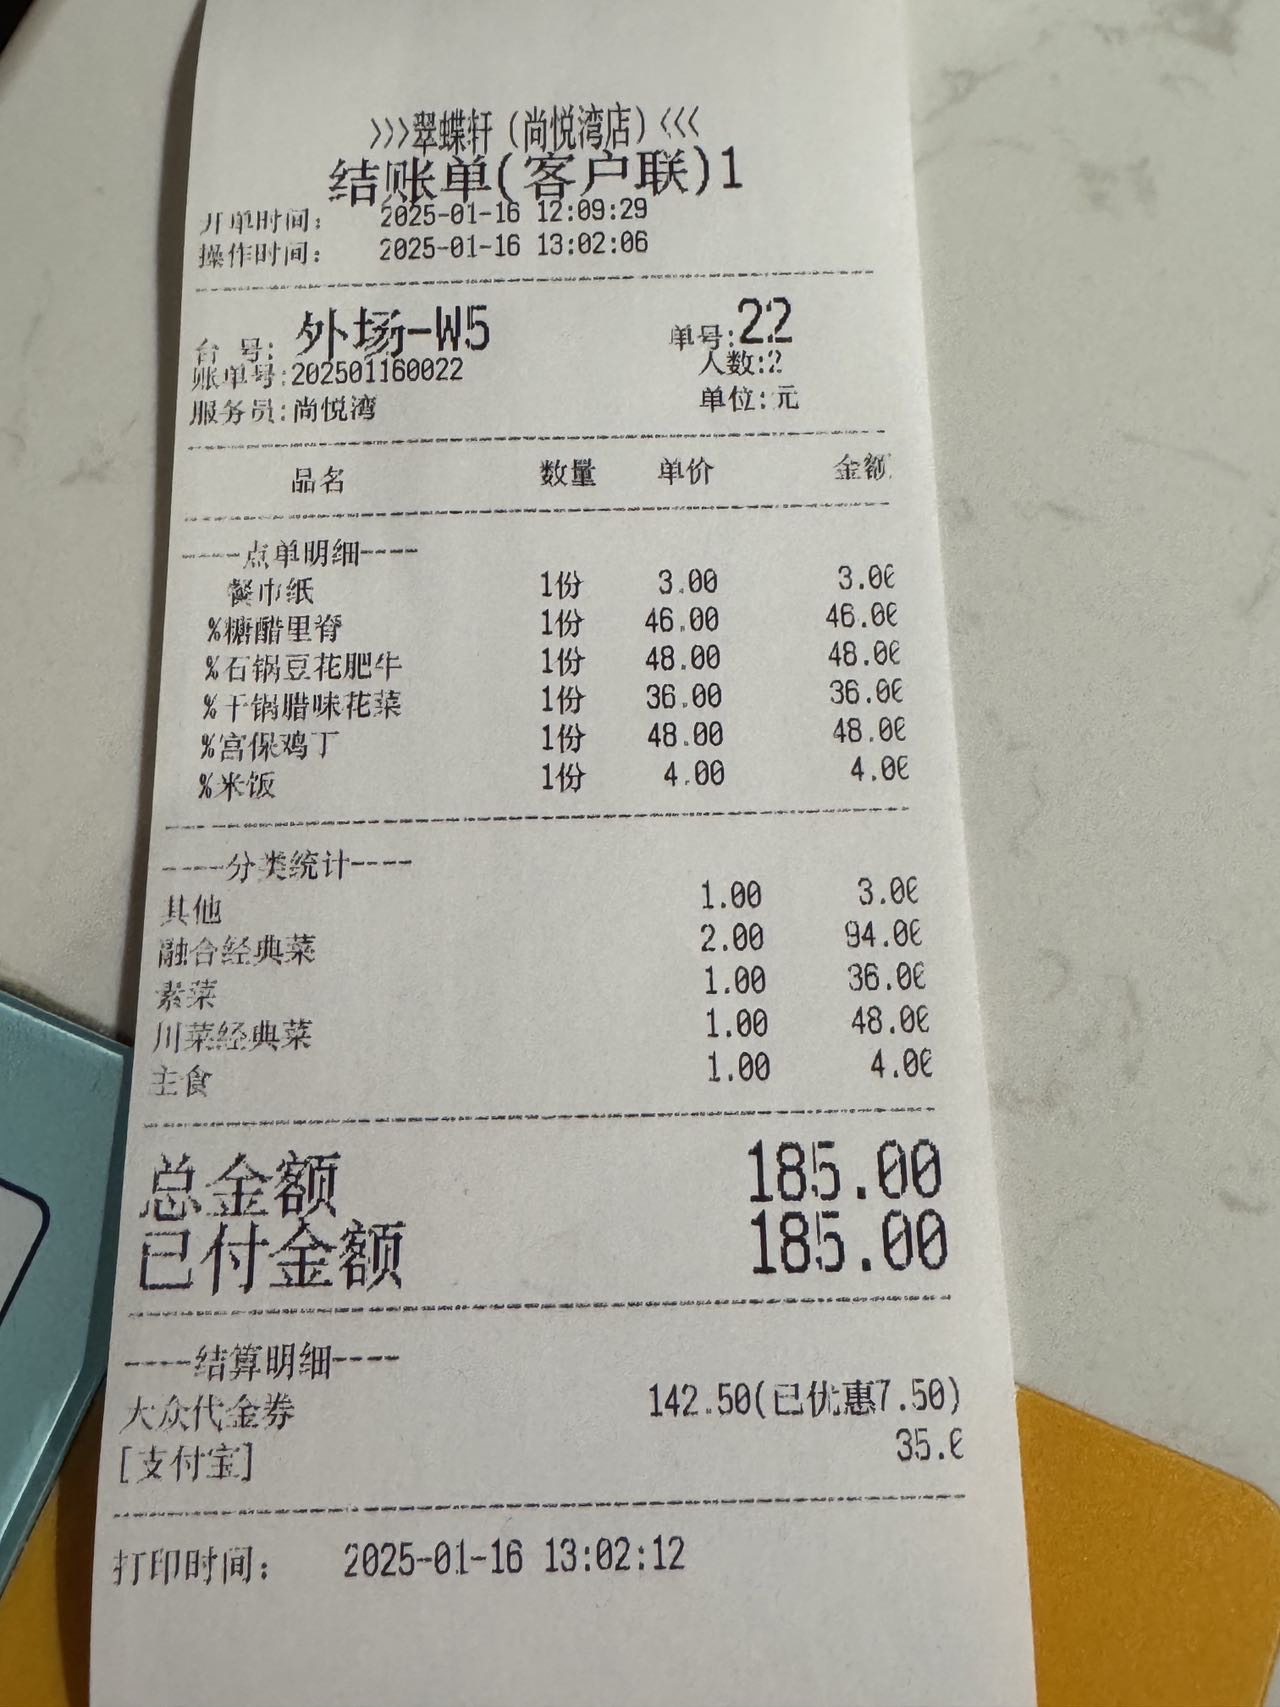 >>>翠蝶轩(尚悦湾店)<<<
结账单(客户联)1
开单时间: 2025-01-16 12:09:29
操作时间: 2025-01-16 13:02:06
台 号: 外场-W5 单号:22
账单号:202501160022 人数:2
服务员:尚悦湾 单位:元
品名 数量 单价 金额
----点单明细----
餐巾纸 1份 3.00 3.00
%糖醋里脊 1份 46.00 46.00
%石锅豆花肥牛 1份 48.00 48.00
%干锅腊味花菜 1份 36.00 36.00
%宫保鸡丁 1份 48.00 48.00
%米饭 1份 4.00 4.00
----分类统计----
其他 1.00 3.00
融合经典菜 2.00 94.00
素菜 1.00 36.00
川菜经典菜 1.00 48.00
主食 1.00 4.00
总金额 185.00
已付金额 185.00
----结算明细----
大众代金券 142.50(已优惠7.50)
[支付宝] 35.0
打印时间: 2025-01-16 13:02:12